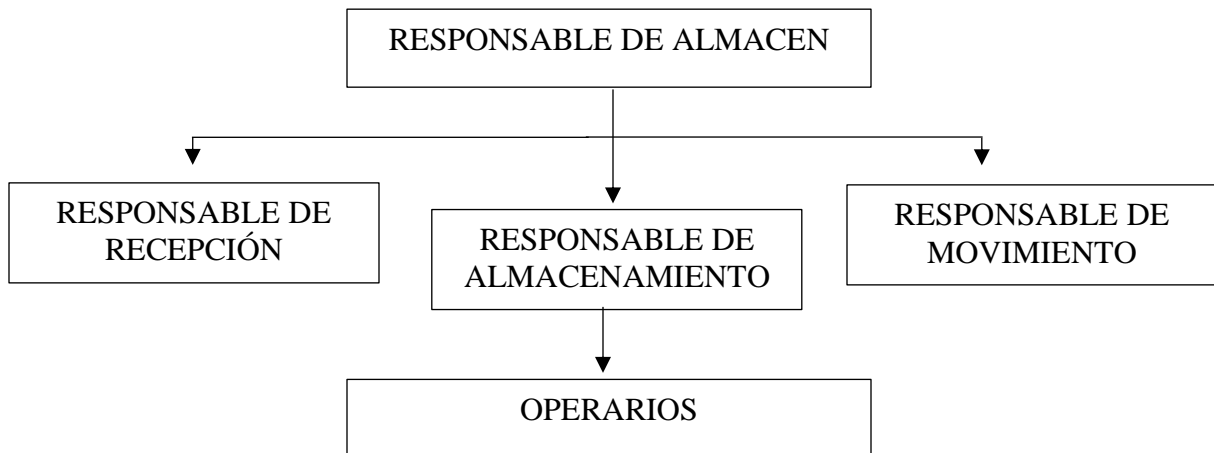 RESPONSABLE DE ALMACEN
RESPONSABLE DE
RECEPCIÓN
RESPONSABLE DE
ALMACENAMIENTO
RESPONSABLE DE
MOVIMIENTO
OPERARIOS